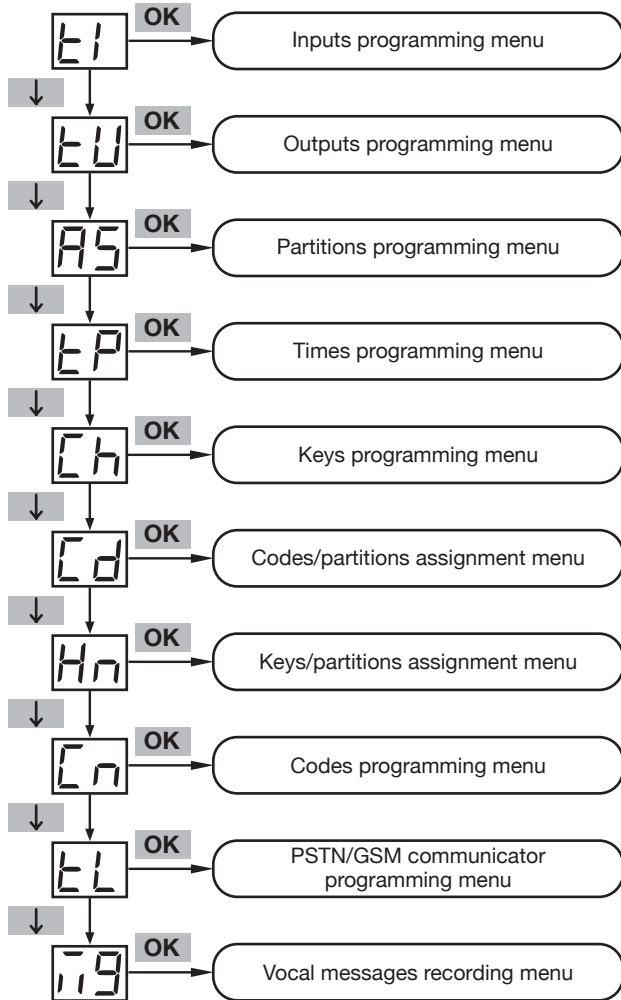 OK
tI
Inputs programming menu
↓
OK
tU
Outputs programming menu
↓
OK
AS
Partitions programming menu
↓
OK
tP
Times programming menu
↓
OK
Ch
Keys programming menu
↓
OK
Cd
Codes/partitions assignment menu
↓
OK
Hn
Keys/partitions assignment menu
↓
OK
Cn
Codes programming menu
↓
OK
tL
PSTN/GSM communicator
programming menu
↓
OK
Vocal messages recording menu